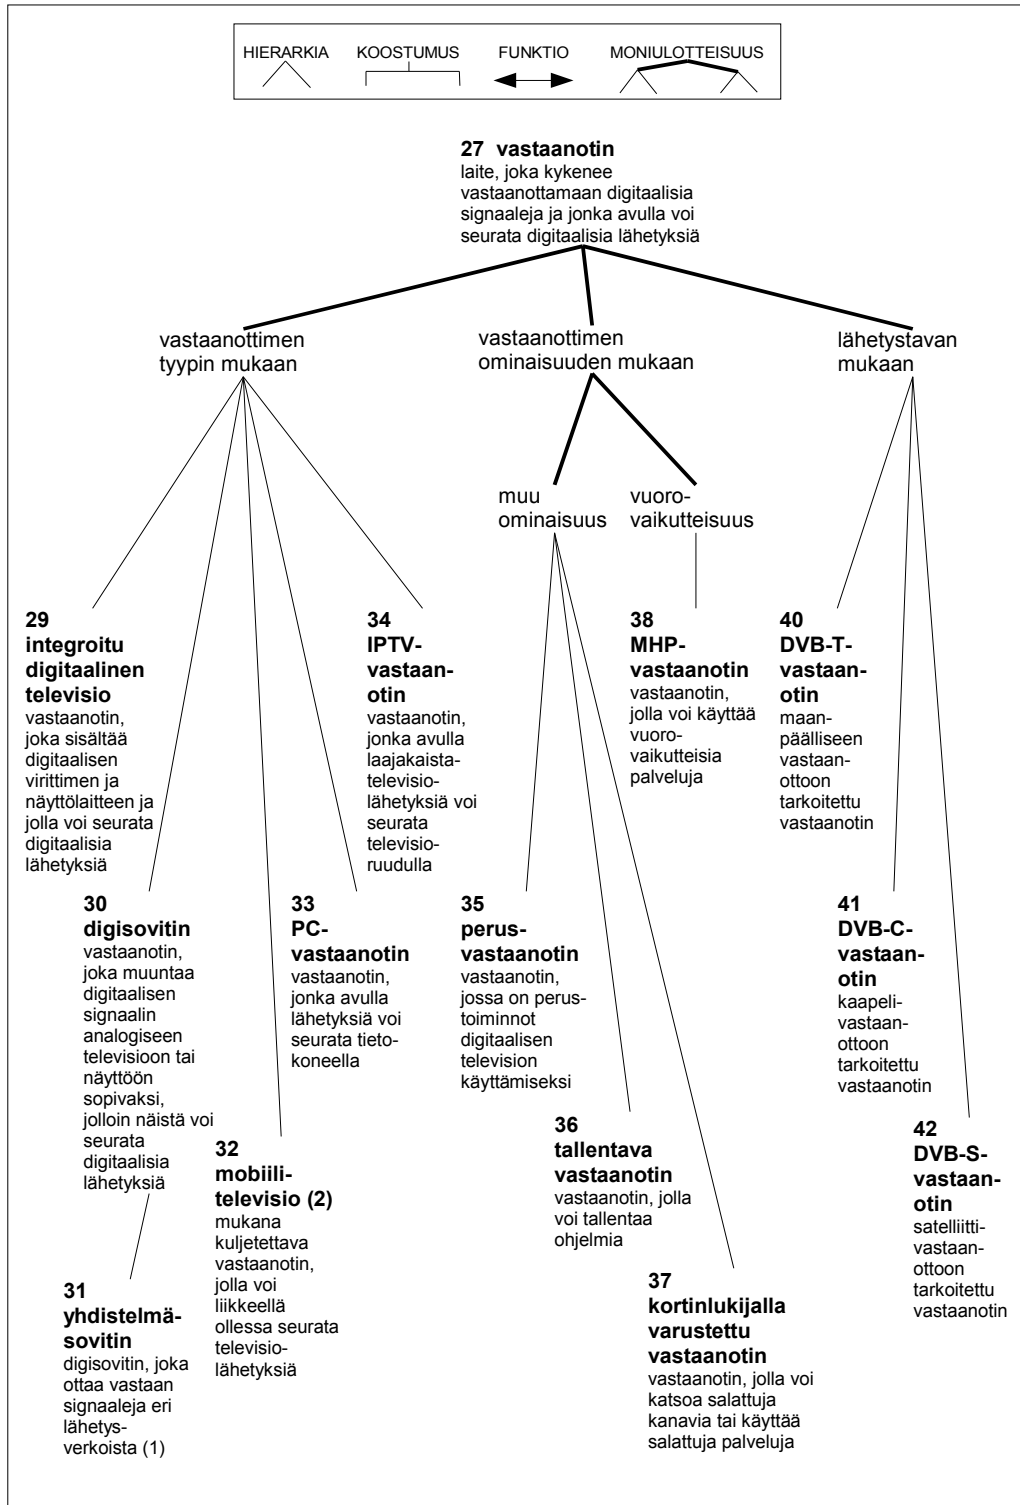 HIERARKIA KOOSTUMUS FUNKTIO MONIULOTTEISUUS
27 vastaanotin
laite, joka kykenee
vastaanottamaan digitaalisia
signaaleja ja jonka avulla voi
seurata digitaalisia lähetyksiä
vastaanottimen
tyypin mukaan
vastaanottimen
ominaisuuden mukaan
lähetystavan
mukaan
muu
ominaisuus
vuoro-
vaikutteisuus
29
integroitu
digitaalinen
televisio
vastaanotin,
joka sisältää
digitaalisen
virittimen ja
näyttölaitteen ja
jolla voi seurata
digitaalisia
lähetyksiä
34
IPTV-
vastaan-
otin
vastaanotin,
jonka avulla
laajakaista-
televisio-
lähetyksiä voi
seurata
televisio-
ruudulla
38
MHP-
vastaanotin
vastaanotin,
jolla voi käyttää
vuoro-
vaikutteisia
palveluja
40
DVB-T-
vastaan-
otin
maan-
päälliseen
vastaan-
ottoon
tarkoitettu
vastaanotin
30
digisovitin
vastaanotin,
joka muuntaa
digitaalisen
signaalin
analogiseen
televisioon tai
näyttöön
sopivaksi,
jolloin näistä voi
seurata
digitaalisia
lähetyksiä
33
PC-
vastaanotin
vastaanotin,
jonka avulla
lähetyksiä voi
seurata tieto-
koneella
35
perus-
vastaanotin
vastaanotin,
jossa on perus-
toiminnot
digitaalisen
television
käyttämiseksi
41
DVB-C-
vastaan-
otin
kaapeli-
vastaan-
ottoon
tarkoitettu
vastaanotin
36
tallentava
vastaanotin
vastaanotin, jolla
voi tallentaa
ohjelmia
42
DVB-S-
vastaan-
otin
satelliitti-
vastaan-
ottoon
tarkoitettu
vastaanotin
32
mobiili-
televisio (2)
mukana
kuljetettava
vastaanotin,
jolla voi
liikkeellä
ollessa seurata
televisio-
lähetyksiä
31
yhdistelmä-
sovitin
digisovitin, joka
ottaa vastaan
signaaleja eri
lähetys-
verkoista (1)
37
kortinlukijalla
varustettu
vastaanotin
vastaanotin, jolla voi
katsoa salattuja
kanavia tai käyttää
salattuja palveluja